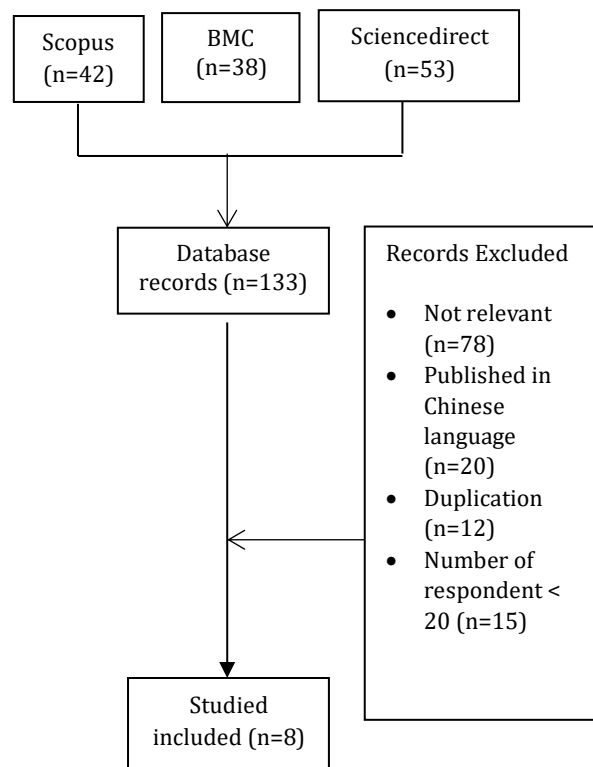 Scopus
(n=42)
BMC
(n=38)
Sciencedirect
(n=53)
Database
records (n=133)
Records Excluded
• Not relevant
(n=78)
• Published in
Chinese
language
(n=20)
• Duplication
(n=12)
• Number of
respondent <
20 (n=15)
Studied
included (n=8)